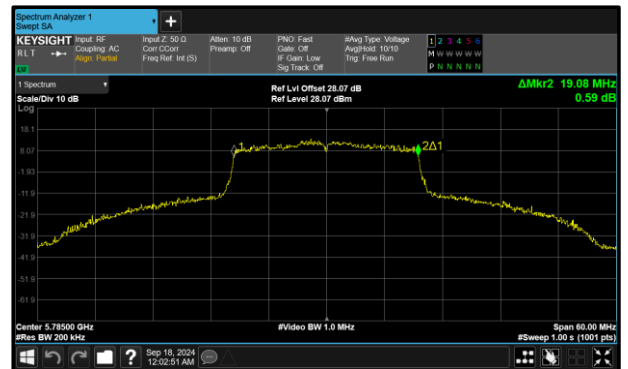 Spectrum Analyzer 1
Swept SA
+
KEYSIGHT
RLT
Input: RF
Coupling: AC
Align: Partial
Input Z: 50 Ω
Corr CCorr
Freq Ref: Int (S)
Atten: 10 dB
Preamp: Off
PNO: Fast
Gate: Off
IF Gain: Low
Sig Track: Off
#Avg Type: Voltage
Avg|Hold: 10/10
Trig: Free Run
1 2 3 4 5 6
M W W W W W
P N N N N N
1 Spectrum
Scale/Div 10 dB
Log
Ref Lvl Offset 28.07 dB
Ref Level 28.07 dBm
ΔMkr2 19.08 MHz
0.59 dB
18.1
8.07
-1.93
-11.9
-21.9
-31.9
-41.9
-51.9
-61.9
1
2Δ1
Center 5.78500 GHz
#Res BW 200 kHz
#Video BW 1.0 MHz
Span 60.00 MHz
#Sweep 1.00 s (1001 pts)
?
Sep 18, 2024
12:02:51 AM